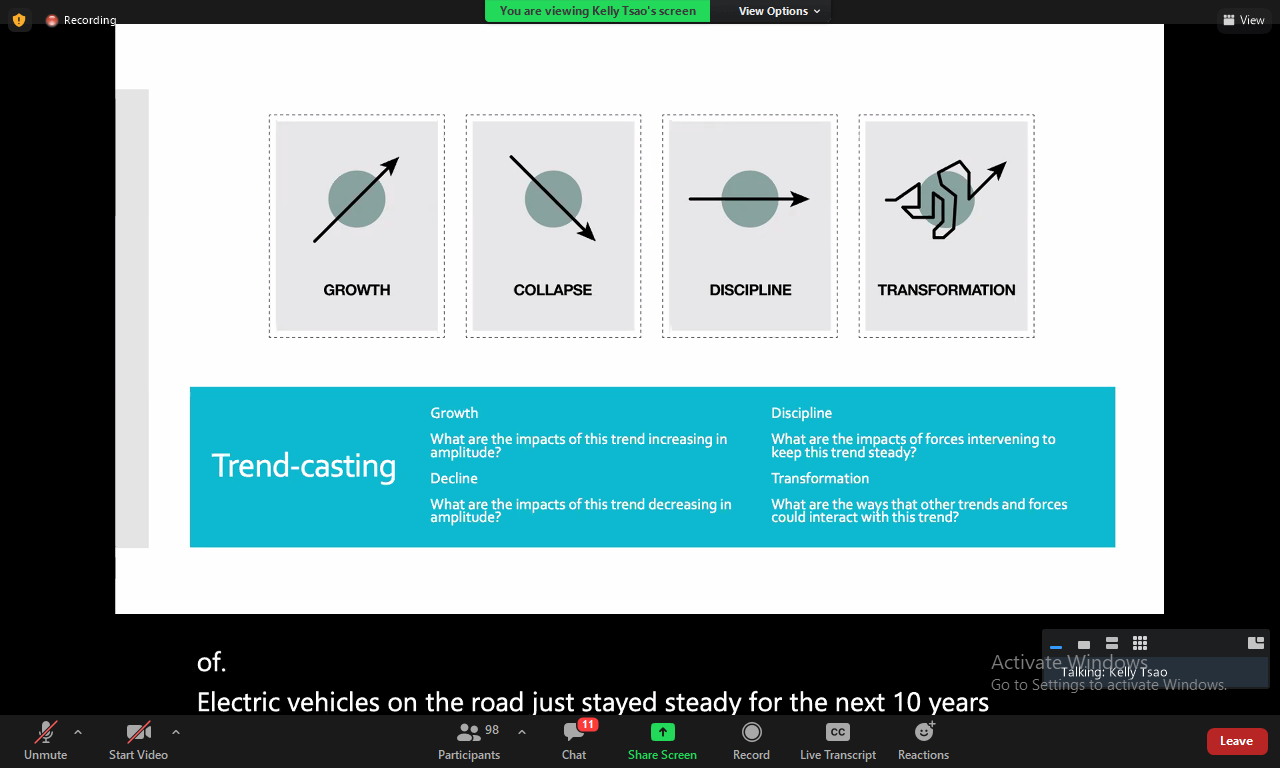 Recording
You are viewing Kelly Tsao's screen
View Options
View
GROWTH
COLLAPSE
DISCIPLINE
TRANSFORMATION
Trend-casting
Growth
What are the impacts of this trend increasing in
amplitude?
Decline
What are the impacts of this trend decreasing in
amplitude?
Discipline
What are the impacts of forces intervening to
keep this trend steady?
Transformation
What are the ways that other trends and forces
could interact with this trend?
of.
Electric vehicles on the road just stayed steady for the next 10 years
Activate Windows
Talking: Kelly Tsao
Go to Settings to activate Windows.
Unmute
Start Video
98
Participants
11
Chat
Share Screen
Record
CC
Live Transcript
Reactions
Leave